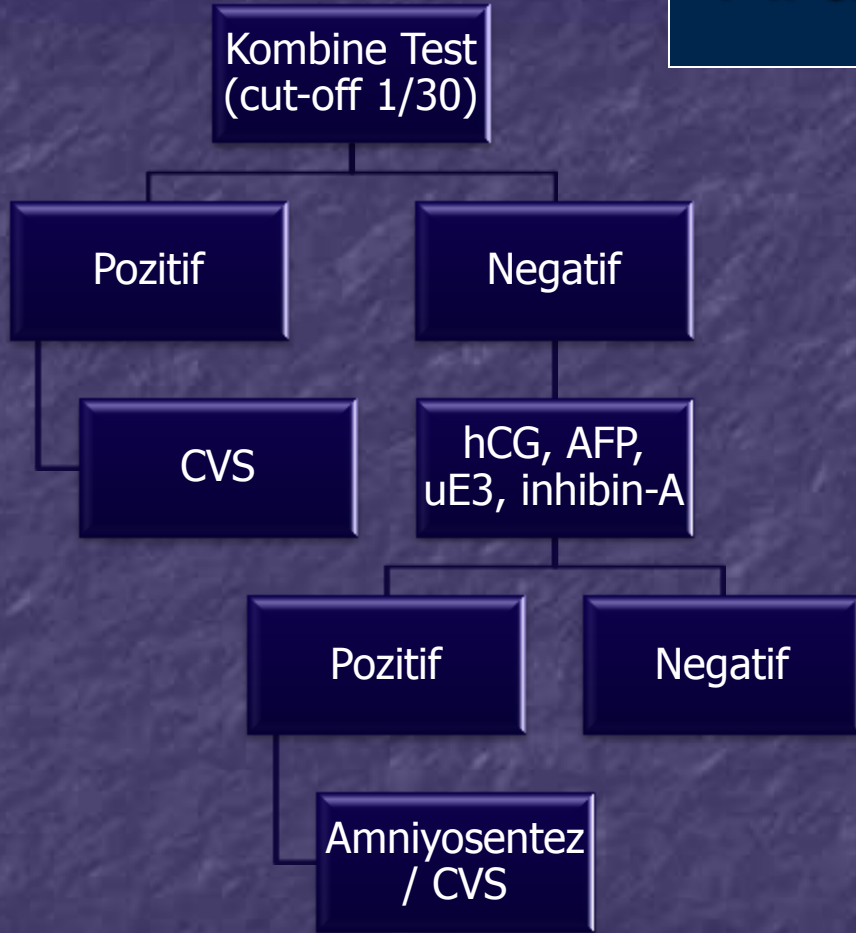 Kombine Test
(cut-off 1/30)
Pozitif
Negatif
CVS
hCG, AFP,
uE3, inhibin-A
Pozitif
Negatif
Amniyosentez
/ CVS